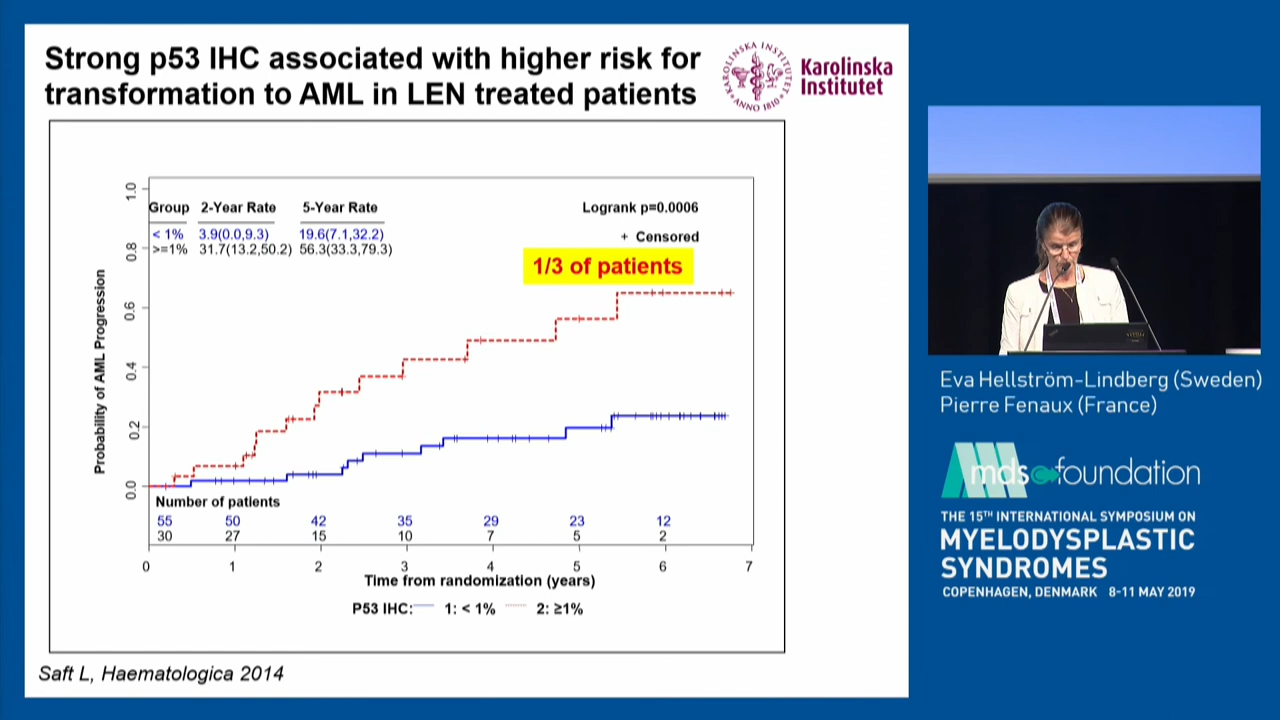 Strong p53 IHC associated with higher risk for
transformation to AML in LEN treated patients
KAROLINSKA INSTITUTET
ANNO 1810
Karolinska
Institutet
Group 2-Year Rate 5-Year Rate
< 1% 3.9(0.0,9.3) 19.6(7.1,32.2)
>=1% 31.7(13.2,50.2) 56.3(33.3,79.3)
Logrank p=0.0006
+ Censored
1/3 of patients
Probability of AML Progression
1.0
0.8
0.6
0.4
0.2
0.0
Number of patients
55 50 42 35 29 23 12
30 27 15 10 7 5 2
0 1 2 3 4 5 6 7
Time from randomization (years)
P53 IHC: 1: < 1% 2: ≥1%
Saft L, Haematologica 2014
Eva Hellström-Lindberg (Sweden)
Pierre Fenaux (France)
mds foundation
THE 15TH INTERNATIONAL SYMPOSIUM ON
MYELODYSPLASTIC
SYNDROMES
COPENHAGEN, DENMARK 8-11 MAY 2019